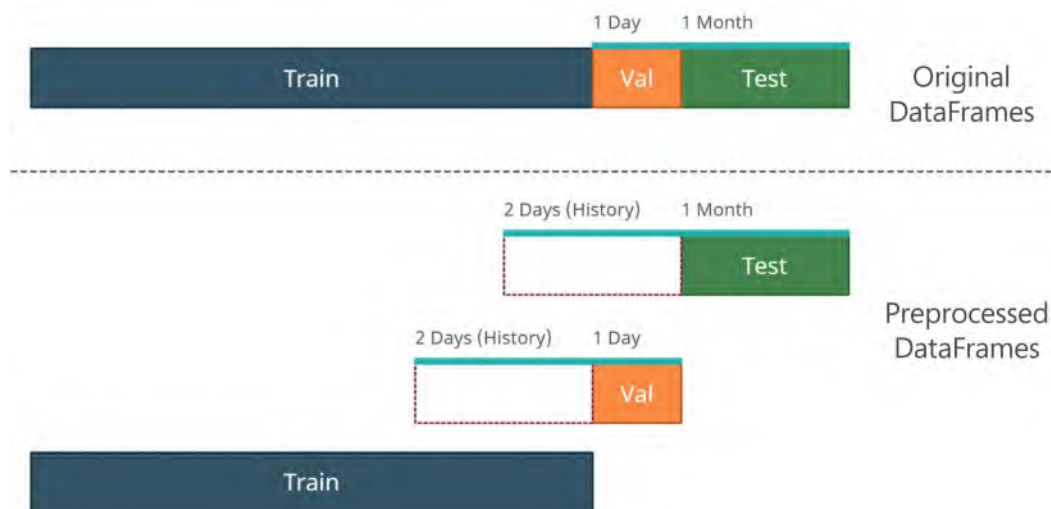 1 Day
1 Month
Train
Val
Test
Original
DataFrames
2 Days (History)
1 Month
Test
Preprocessed
DataFrames
2 Days (History)
1 Day
Val
Train